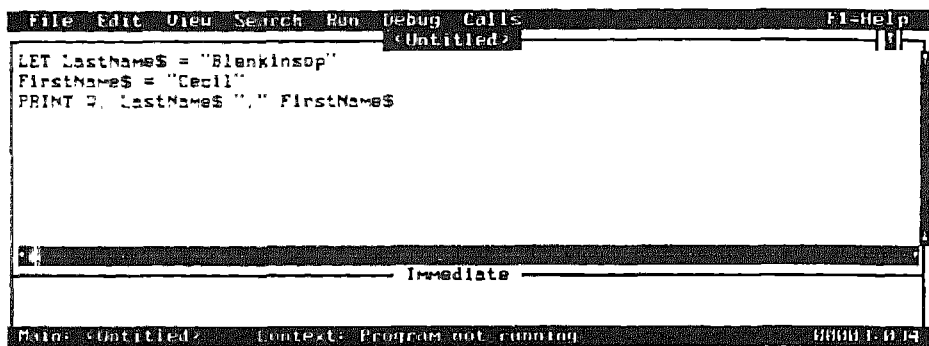 File Edit View Search Run Debug Calls F1=Help
<Untitled>
LET LastName$ = "Blenkinsop"
FirstName$ = "Cecil"
PRINT LastName$ "," FirstName$
Immediate
Main: <Untitled> Context: Program not running